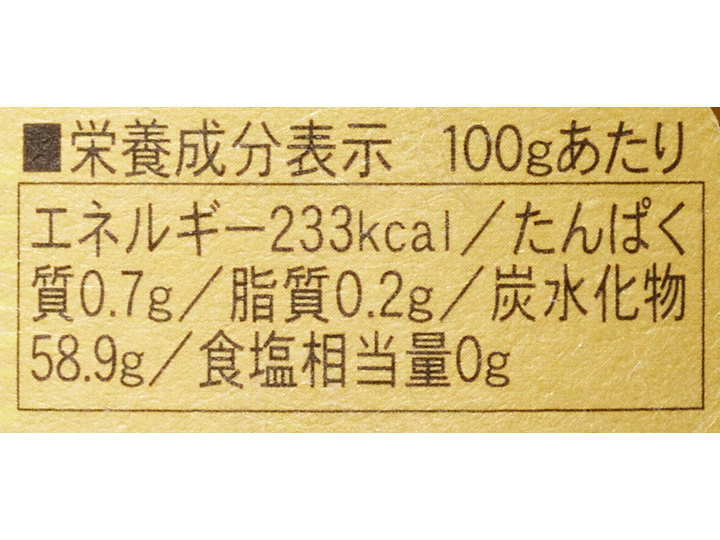 ■栄養成分表示 100gあたり
エネルギー233kcal／たんぱく
質0.7g／脂質0.2g／炭水化物
58.9g／食塩相当量0g